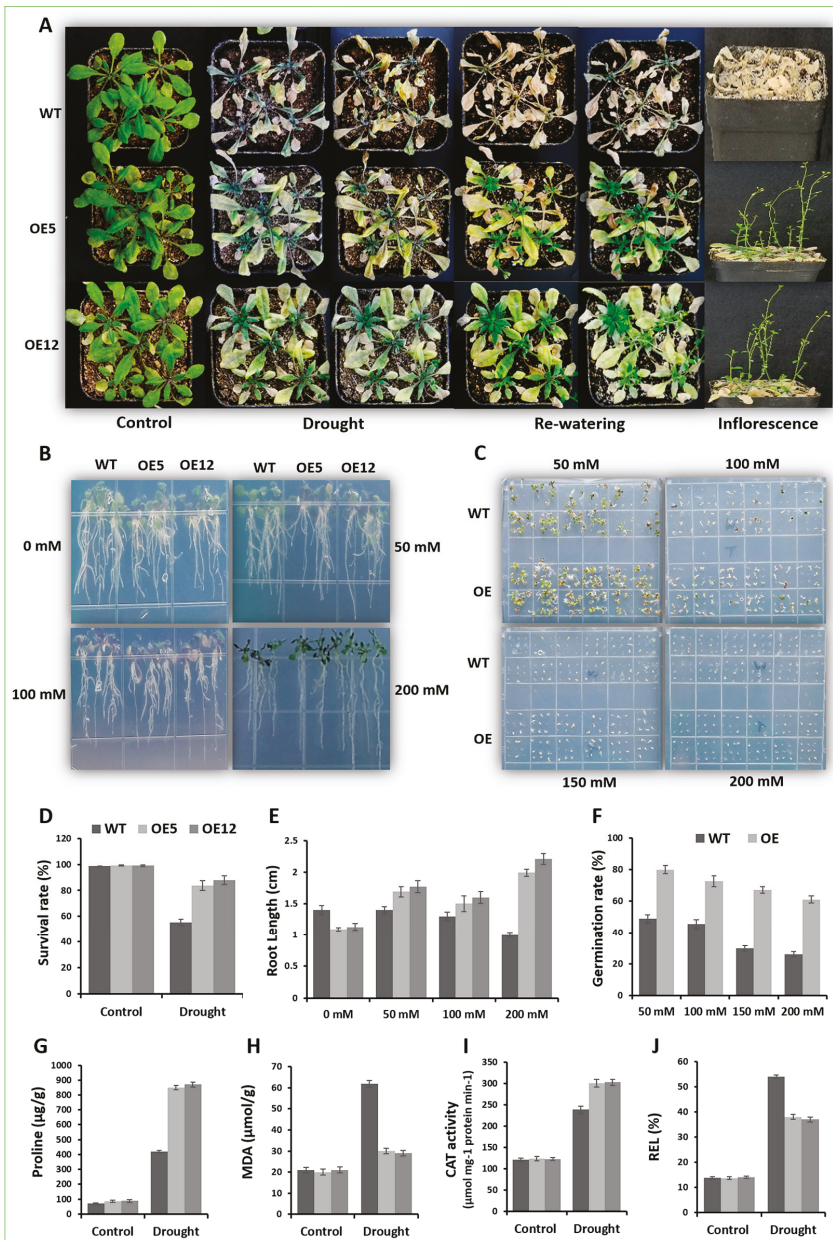 A
WT
OE5
OE12
Control Drought Re-watering Inflorescence
B
WT OE5 OE12 WT OE5 OE12
0 mM
50 mM
100 mM
200 mM
C
50 mM 100 mM
WT
OE
WT
OE
150 mM 200 mM
D
WT OE5 OE12
Survival rate (%)
120
100
80
60
40
20
0
Control Drought
E
Root Length (cm)
2.5
2
1.5
1
0.5
0
0 mM 50 mM 100 mM 200 mM
F
WT OE
Germination rate (%)
80
60
40
20
0
50 mM 100 mM 150 mM 200 mM
G
Proline (µg/g)
1000
900
800
700
600
500
400
300
200
100
0
Control Drought
H
MDA (µmol/g)
70
60
50
40
30
20
10
0
Control Drought
I
CAT activity
(µmol mg-1 protein min-1)
350
300
250
200
150
100
50
0
Control Drought
J
REL (%)
60
50
40
30
20
10
0
Control Drought